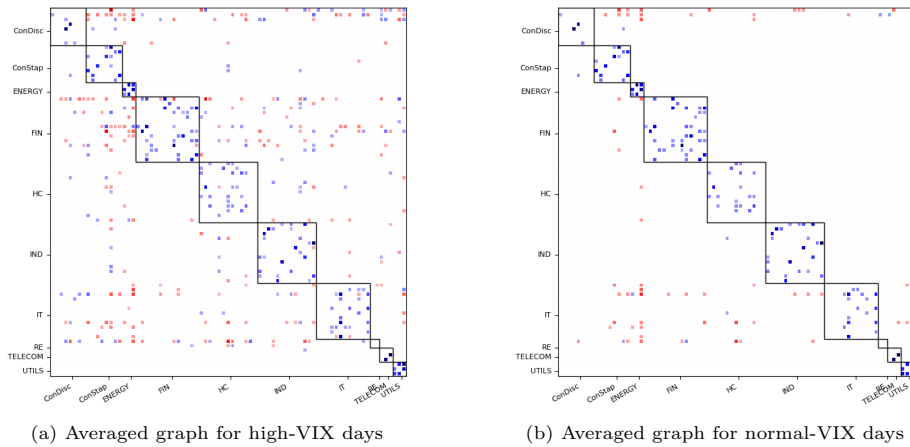 ConDisc
ConStap
ENERGY
FIN
HC
IND
IT
RE
TELECOM
UTILS
ConDisc
ConStap
ENERGY
FIN
HC
IND
IT
RE
TELECOM
UTILS
(a) Averaged graph for high-VIX days
ConDisc
ConStap
ENERGY
FIN
HC
IND
IT
RE
TELECOM
UTILS
ConDisc
ConStap
ENERGY
FIN
HC
IND
IT
RE
TELECOM
UTILS
(b) Averaged graph for normal-VIX days